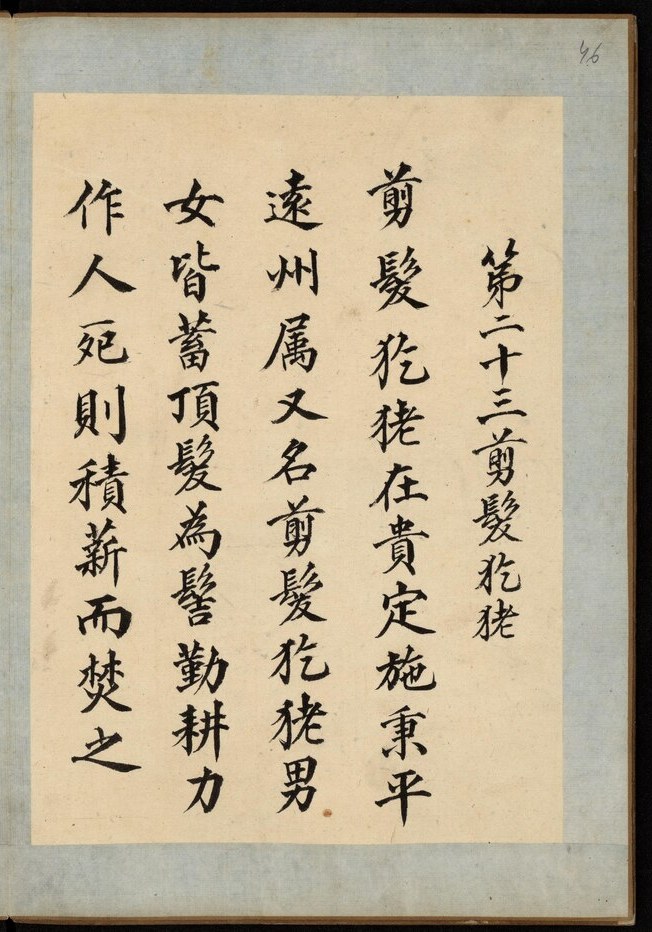 46
第二十三剪髮犵狫
剪髮犵狫在貴定施秉平
遠州属又名剪髮犵狫男
女皆蓄頂髮為髻勤耕力
作人死則積薪而焚之